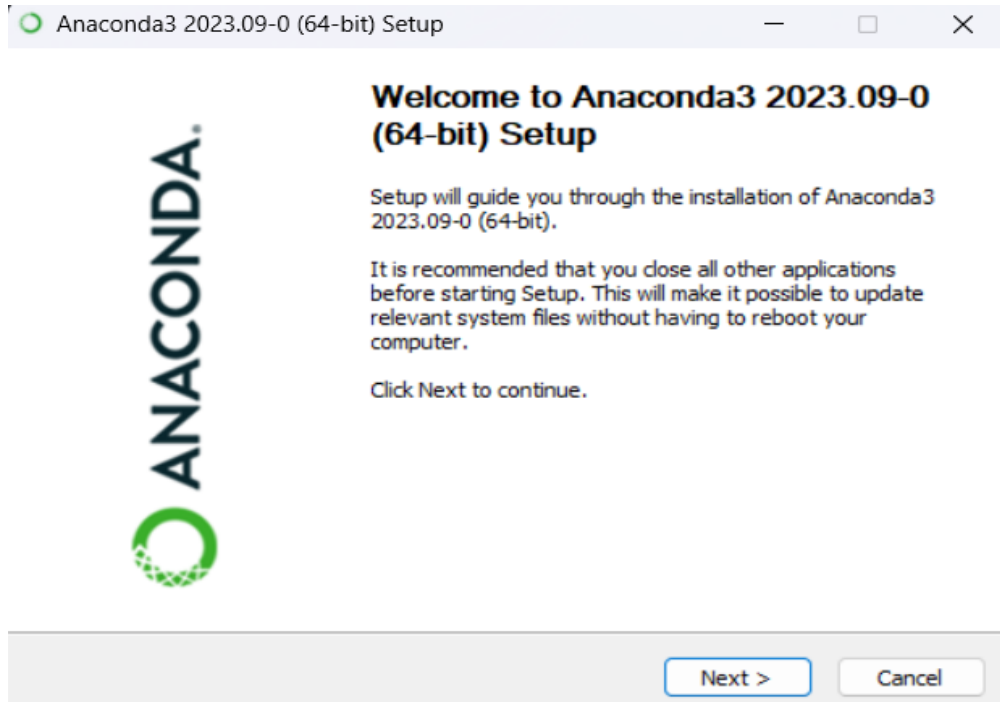 Anaconda3 2023.09-0 (64-bit) Setup
Welcome to Anaconda3 2023.09-0
(64-bit) Setup
Setup will guide you through the installation of Anaconda3
2023.09-0 (64-bit).
It is recommended that you close all other applications
before starting Setup. This will make it possible to update
relevant system files without having to reboot your
computer.
Click Next to continue.
ANACONDA.
Next >
Cancel